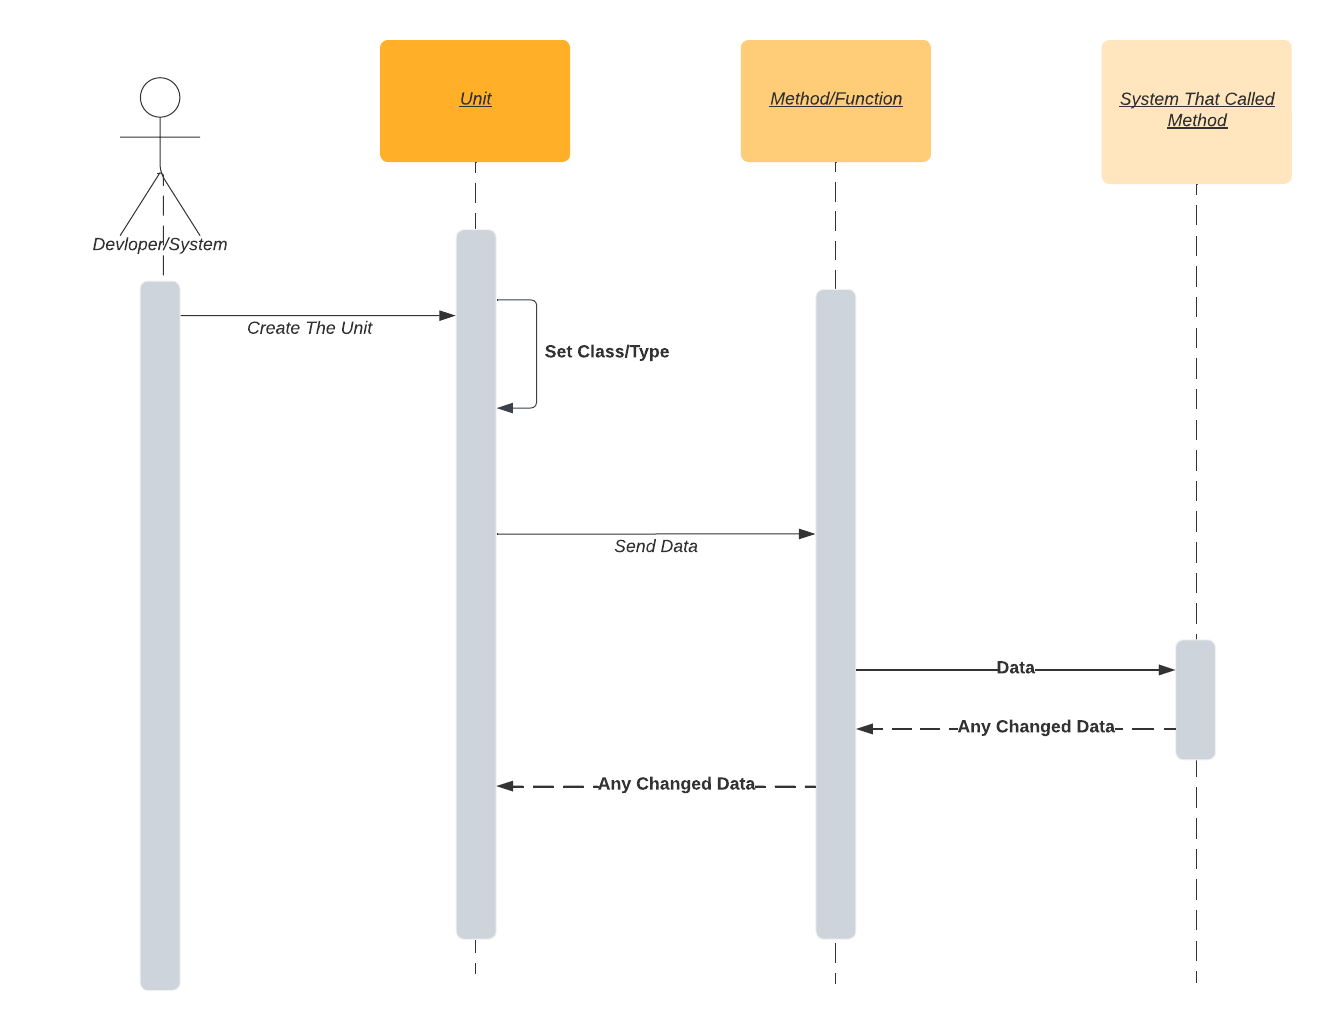 Unit
Method/Function
System That Called
Method
Devloper/System
Create The Unit
Set Class/Type
Send Data
Data
Any Changed Data
Any Changed Data